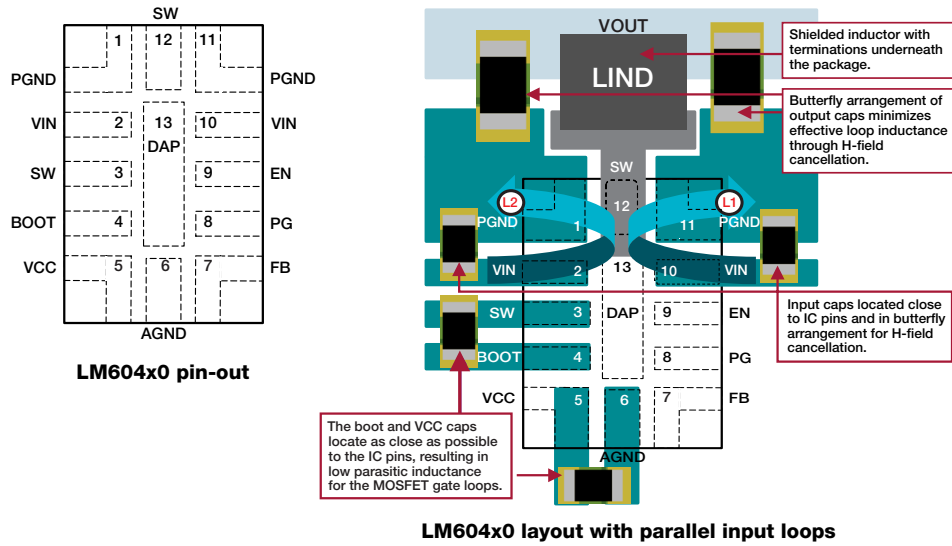 SW
1
12
11
PGND
PGND
VIN
2
13
10
VIN
DAP
SW
3
9
EN
BOOT
4
8
PG
VCC
5
6
7
FB
AGND
LM604x0 pin-out
VOUT
LIND
Shielded inductor with
terminations underneath
the package.
Butterfly arrangement of
output caps minimizes
effective loop inductance
through H-field
cancellation.
SW
L2
L1
12
PGND
1
11
PGND
VIN
2
13
10
VIN
SW
3
DAP
9
EN
BOOT
4
8
PG
VCC
5
6
7
FB
AGND
Input caps located close
to IC pins and in butterfly
arrangement for H-field
cancellation.
The boot and VCC caps
locate as close as possible
to the IC pins, resulting in
low parasitic inductance
for the MOSFET gate loops.
LM604x0 layout with parallel input loops